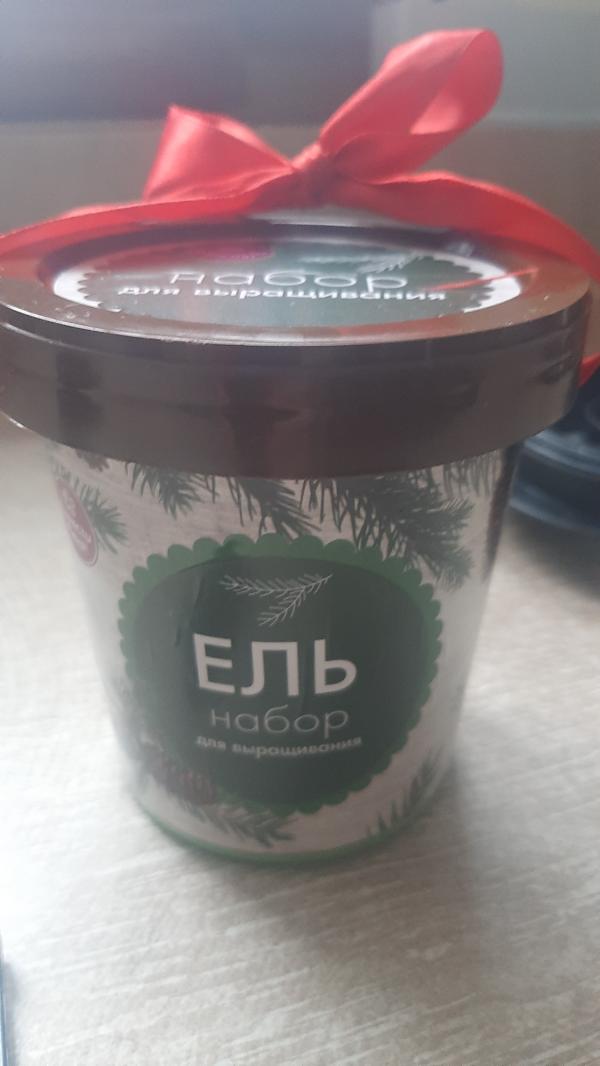 набор
для выращивания
ЕЛЬ
набор
для выращивания